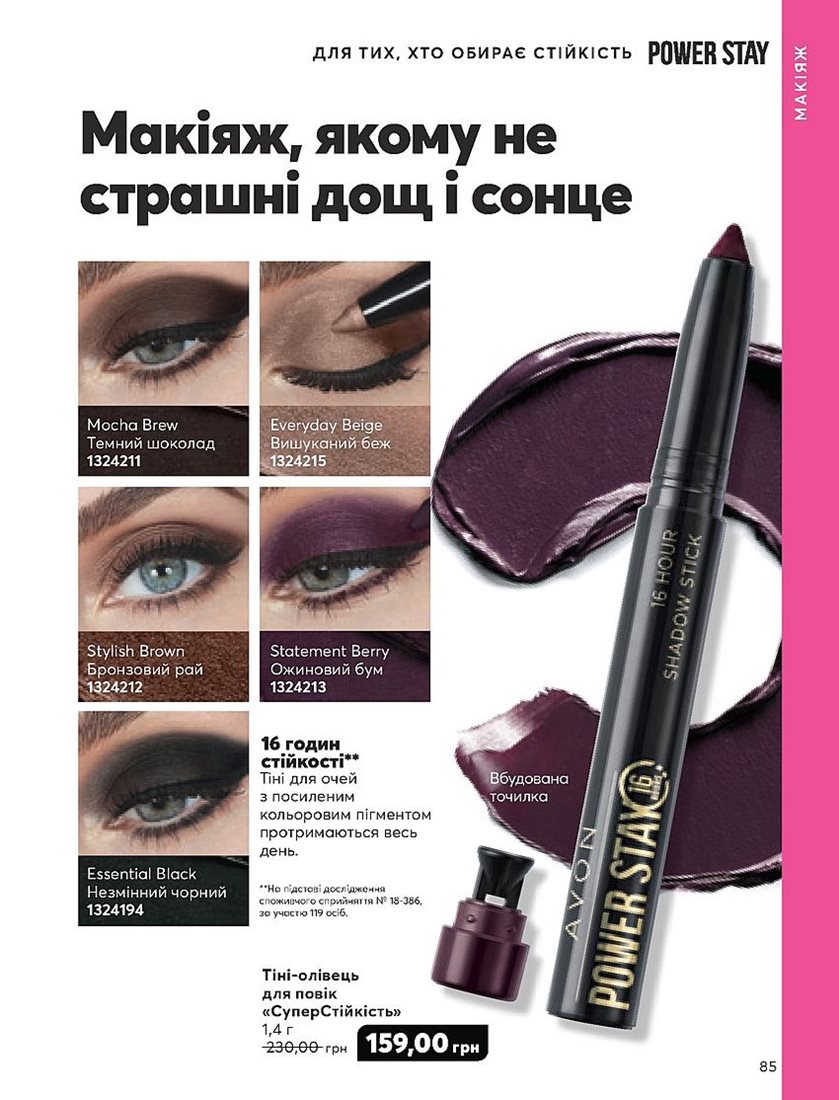 ДЛЯ ТИХ, ХТО ОБИРАЄ СТІЙКІСТЬ POWER STAY
МАКІЯЖ
Макіяж, якому не
страшні дощ і сонце
Mocha Brew
Темний шоколад
1324211
Everyday Beige
Вишуканий беж
1324215
Stylish Brown
Бронзовий рай
1324212
Statement Berry
Ожиновий бум
1324213
Essential Black
Незмінний чорний
1324194
16 годин
стійкості**
Тіні для очей
з посиленим
кольоровим пігментом
протримаються весь
день.
**На підставі дослідження
споживчого сприйняття № 18-386,
за участю 119 осіб.
Вбудована
точилка
16 HOUR
SHADOW STICK
AVON
POWER STAY
16
Тіні-олівець
для повік
«СуперСтійкість»
1,4 г
230,00 грн 159,00 грн
85